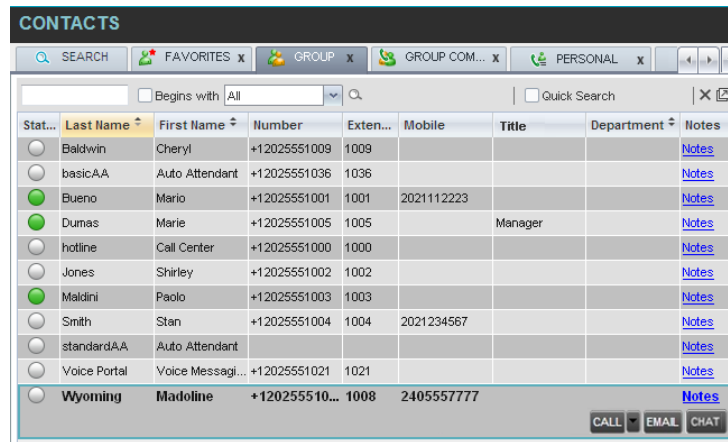 CONTACTS
SEARCH FAVORITES x GROUP x GROUP COM... x PERSONAL x
Begins with All Quick Search
Stat... Last Name First Name Number Exten... Mobile Title Department Notes
Baldwin Cheryl +12025551009 1009 Notes
basicAA Auto Attendant +12025551036 1036 Notes
Bueno Mario +12025551001 1001 2021112223 Notes
Dumas Marie +12025551005 1005 Manager Notes
hotline Call Center +12025551000 1000 Notes
Jones Shirley +12025551002 1002 Notes
Maldini Paolo +12025551003 1003 Notes
Smith Stan +12025551004 1004 2021234567 Notes
standardAA Auto Attendant Notes
Voice Portal Voice Messagi... +12025551021 1021 Notes
Wyoming Madoline +120255510... 1008 2405557777 Notes
CALL EMAIL CHAT